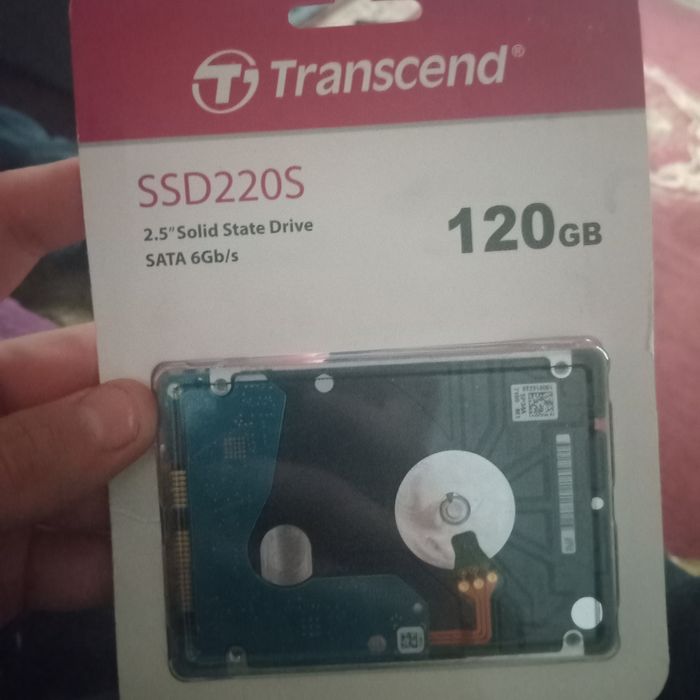 Transcend®
SSD220S
2.5" Solid State Drive
SATA 6Gb/s
120GB